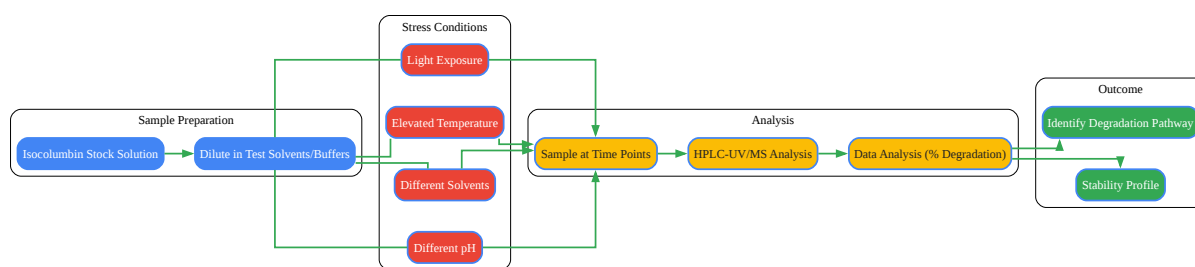 Sample Preparation
Isocolumbin Stock Solution
Dilute in Test Solvents/Buffers
Stress Conditions
Light Exposure
Elevated Temperature
Different Solvents
Different pH
Analysis
Sample at Time Points
HPLC-UV/MS Analysis
Data Analysis (% Degradation)
Outcome
Identify Degradation Pathway
Stability Profile